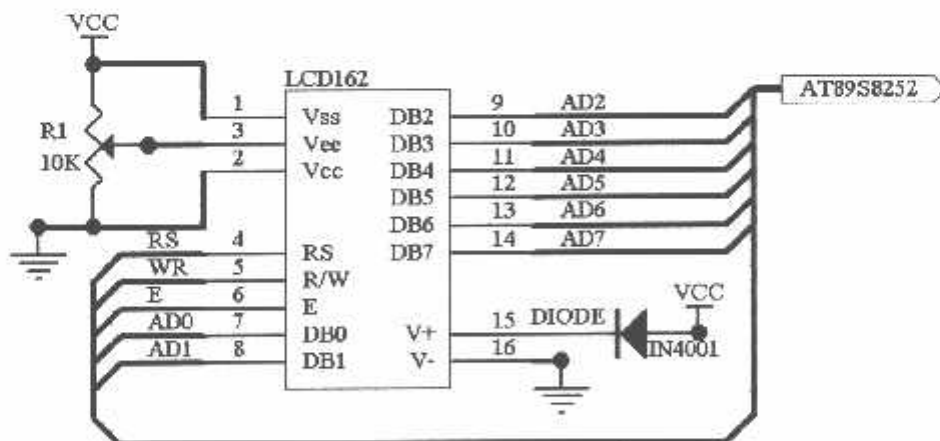 VCC
LCD162
AT89S8252
1 Vss DB2 9 AD2
R1 3 Vee DB3 10 AD3
10K 2 Vcc DB4 11 AD4
DB5 12 AD5
DB6 13 AD6
RS 4 RS DB7 14 AD7
WR 5 R/W
E 6 E
VCC
AD0 7 DB0 V+ 15 DIODE
IN4001
AD1 8 DB1 V- 16